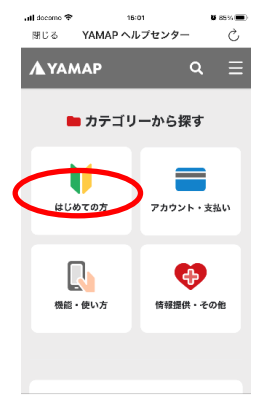 docomo 16:01 85%
閉じる YAMAP ヘルプセンター
YAMAP
カテゴリーから探す
はじめての方 アカウント・支払い
機能・使い方 情報提供・その他